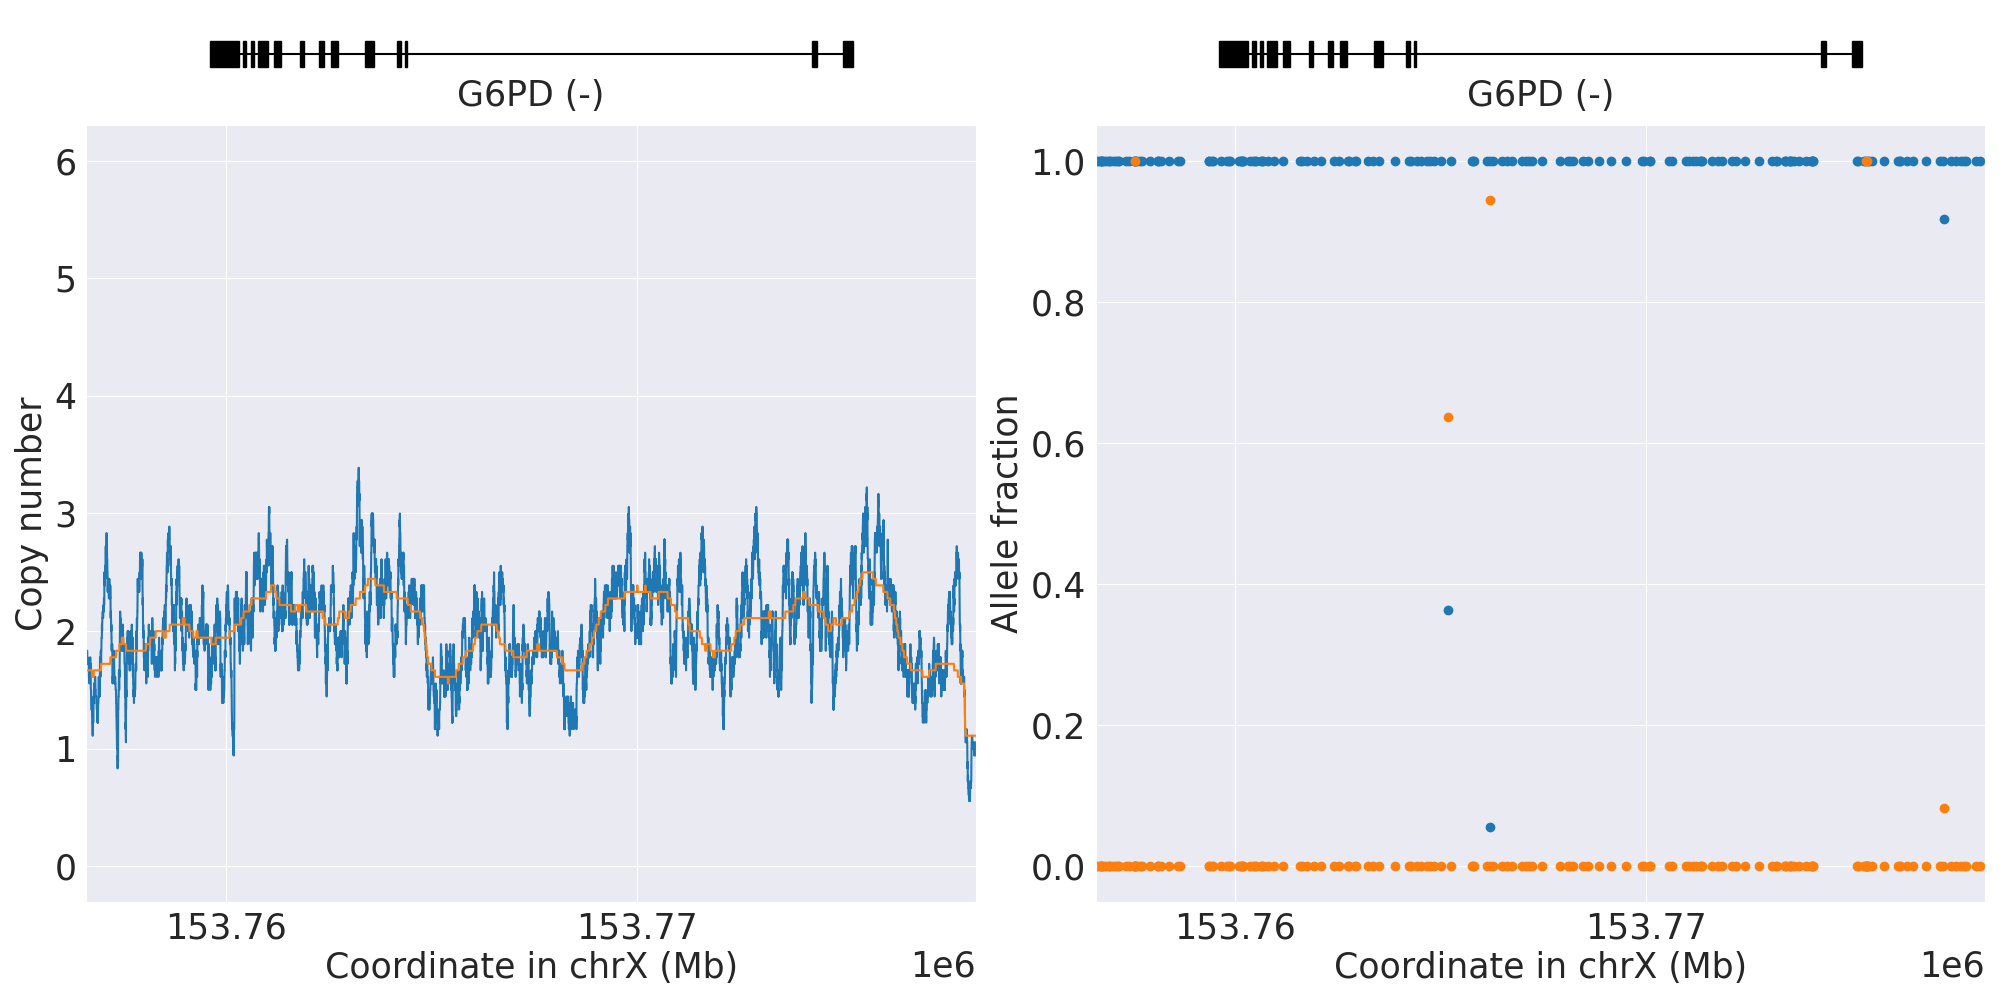 G6PD (-)
6
5
4
3
2
1
0
Copy number
153.76
153.77
Coordinate in chrX (Mb)
1e6
G6PD (-)
1.0
0.8
0.6
0.4
0.2
0.0
Allele fraction
153.76
153.77
Coordinate in chrX (Mb)
1e6